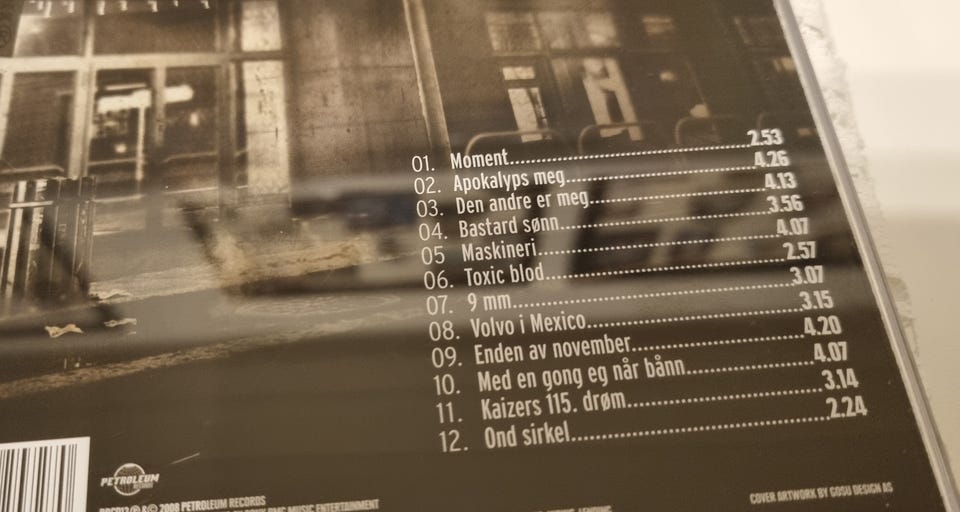 01. Moment 2.53
02. Apokalyps meg 4.26
03. Den andre er meg 4.13
04. Bastard sønn 3.56
05 Maskineri 4.07
06. Toxic blod 2.57
07. 9 mm 3.07
08. Volvo i Mexico 3.15
09. Enden av november 4.20
10. Med en gong eg når bånn 4.07
11. Kaizers 115. drøm 3.14
12. Ond sirkel 2.24
PETROLEUM
RECORDS
℗ & © 2008 PETROLEUM RECORDS
BMG MUSIC ENTERTAINMENT
COVER ARTWORK BY GOSU DESIGN AS